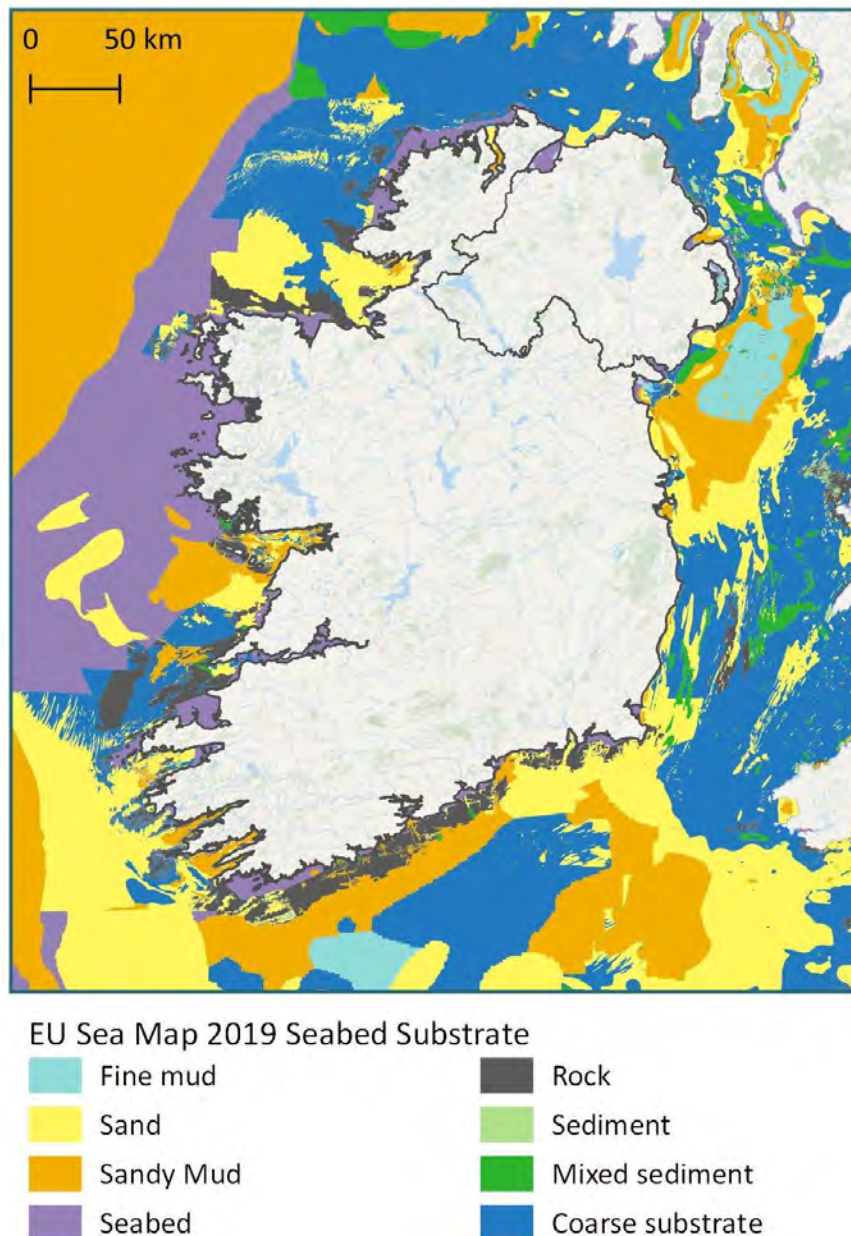 0 50 km
EU Sea Map 2019 Seabed Substrate
Fine mud
Sand
Sandy Mud
Seabed
Rock
Sediment
Mixed sediment
Coarse substrate